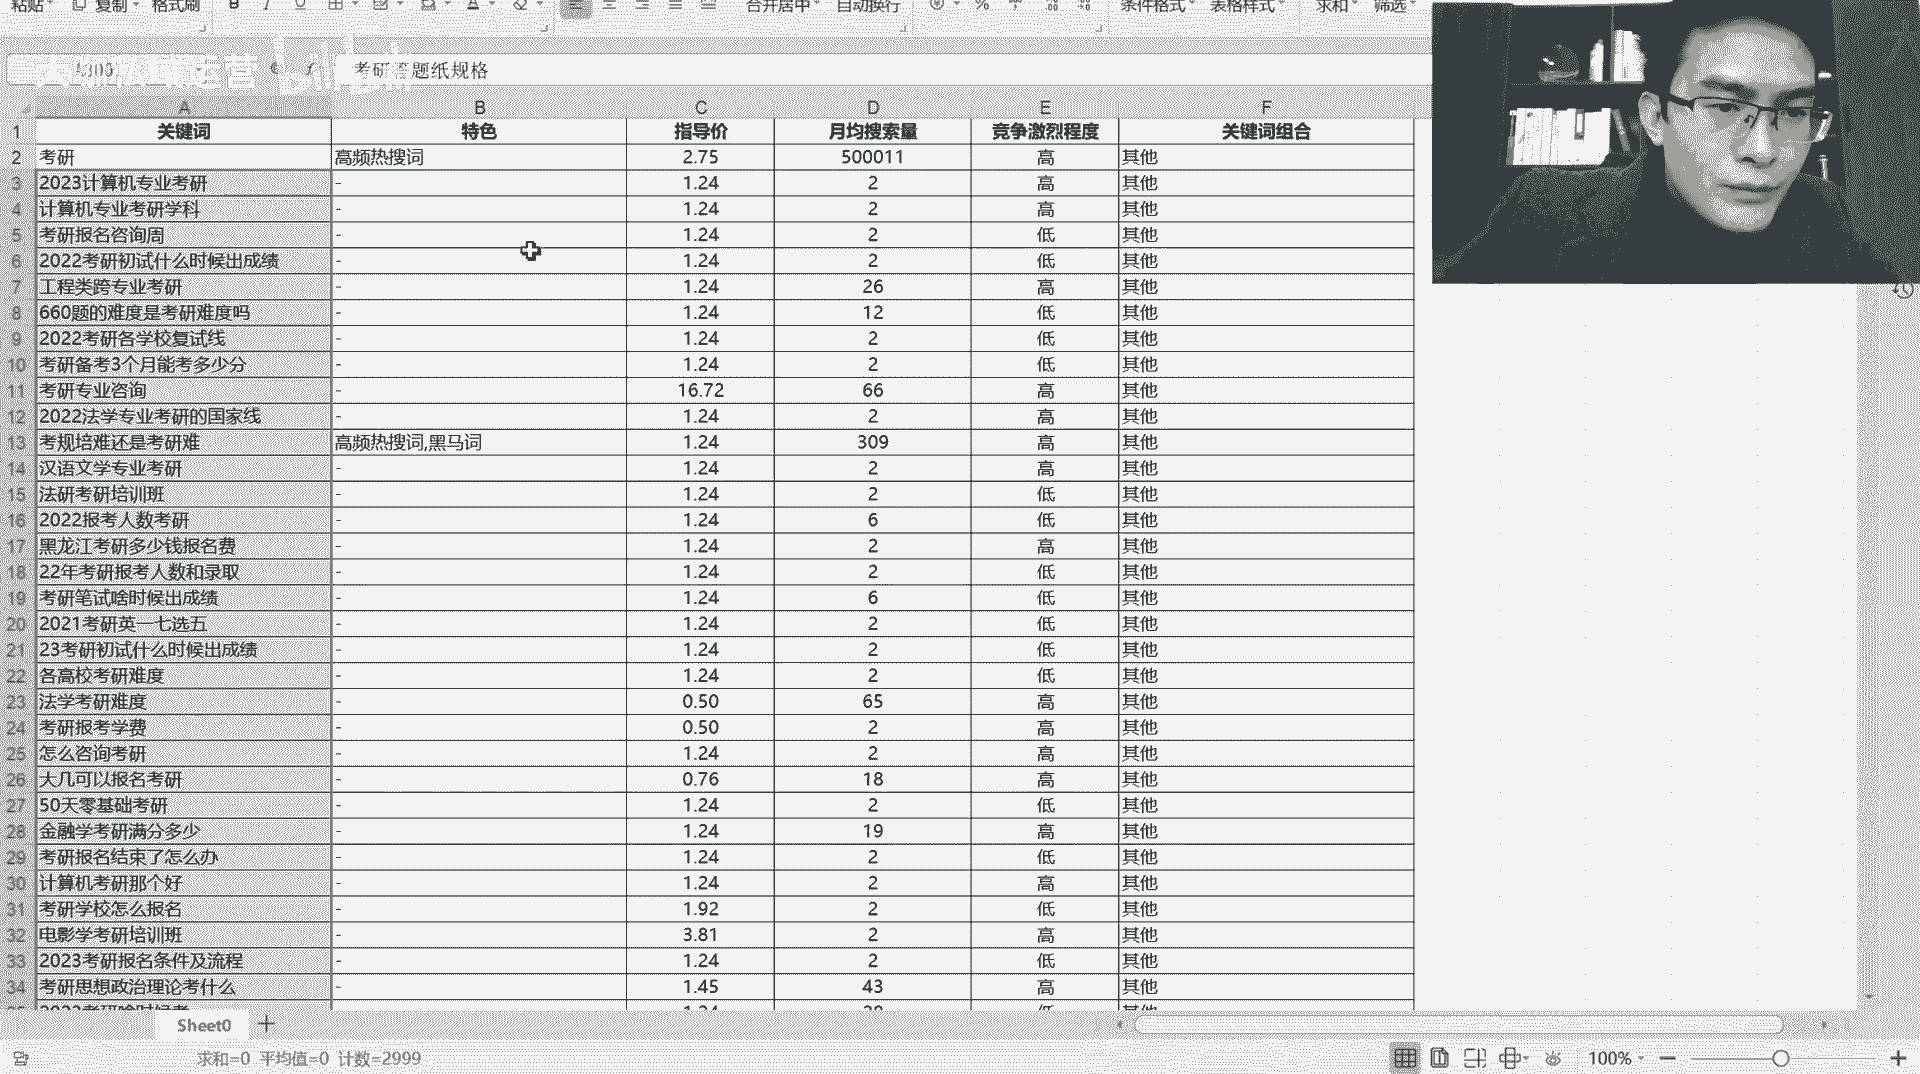 粘贴 复制 格式刷 B I U A 合并居中 自动换行 % 条件格式 表格样式 求和 筛选
考研答题纸规格
bilibili
A B C D E F
1 关键词 特色 指导价 月均搜索量 竞争激烈程度 关键词组合
2 考研 高频热搜词 2.75 500011 高 其他
3 2023计算机专业考研 - 1.24 2 高 其他
4 计算机专业考研学科 - 1.24 2 高 其他
5 考研报名咨询周 - 1.24 2 低 其他
6 2022考研初试什么时候出成绩 - 1.24 2 低 其他
7 工程类跨专业考研 - 1.24 26 高 其他
8 660题的难度是考研难度吗 - 1.24 12 低 其他
9 2022考研各学校复试线 - 1.24 2 低 其他
10 考研备考3个月能考多少分 - 1.24 2 低 其他
11 考研专业咨询 - 16.72 66 高 其他
12 2022法学专业考研的国家线 - 1.24 2 高 其他
13 考规培难还是考研难 高频热搜词,黑马词 1.24 309 高 其他
14 汉语文学专业考研 - 1.24 2 高 其他
15 法研考研培训班 - 1.24 2 低 其他
16 2022报考人数考研 - 1.24 6 低 其他
17 黑龙江考研多少钱报名费 - 1.24 2 高 其他
18 22年考研报考人数和录取 - 1.24 2 低 其他
19 考研笔试啥时候出成绩 - 1.24 6 低 其他
20 2021考研英一七选五 - 1.24 2 低 其他
21 23考研初试什么时候出成绩 - 1.24 2 低 其他
22 各高校考研难度 - 1.24 2 低 其他
23 法学考研难度 - 0.50 65 高 其他
24 考研报考学费 - 0.50 2 高 其他
25 怎么咨询考研 - 1.24 2 高 其他
26 大几可以报名考研 - 0.76 18 高 其他
27 50天零基础考研 - 1.24 2 低 其他
28 金融学考研满分多少 - 1.24 19 高 其他
29 考研报名结束了怎么办 - 1.24 2 低 其他
30 计算机考研那个好 - 1.24 2 高 其他
31 考研学校怎么报名 - 1.92 2 低 其他
32 电影学考研培训班 - 3.81 2 高 其他
33 2023考研报名条件及流程 - 1.24 2 低 其他
34 考研思想政治理论考什么 - 1.45 43 高 其他
Sheet0 +
求和=0 平均值=0 计数=2999 100% − +